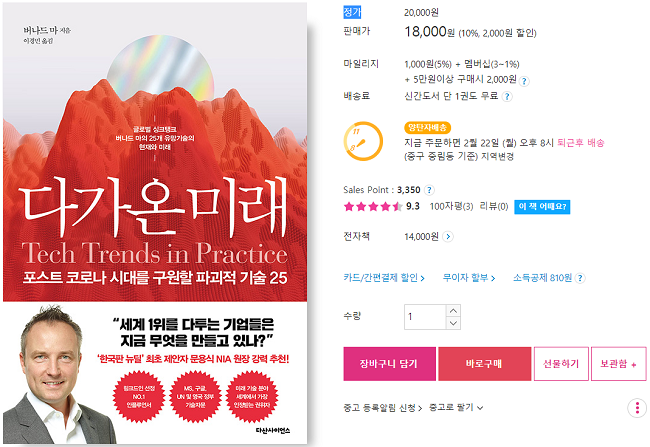 버나드 마 지음
이경민 옮김
글로벌 싱크탱크
버나드 마의 25개 유망기술의
현재와 미래
다가온 미래
Tech Trends in Practice
포스트 코로나 시대를 구원할 파괴적 기술 25
“세계 1위를 다루는 기업들은
지금 무엇을 만들고 있나?”
'한국판 뉴딜' 최초 제안자 문용식 NIA 원장 강력 추천!
링크드인 선정
NO.1
인플루언서
MS, 구글,
UN 및 영국 정부
기술자문
미래 기술 분야
세계에서 가장
인정받는 권위자
다산사이언스
정가 20,000원
판매가 18,000원 (10%, 2,000원 할인)
마일리지 1,000원(5%) + 멤버십(3~1%)
+ 5만원이상 구매시 2,000원 ?
배송료 신간도서 단 1권도 무료 ?
양탄자배송
지금 주문하면 2월 22일 (월) 오후 8시 퇴근후 배송
(중구 중림동 기준) 지역변경
Sales Point : 3,350 ?
9.3 100자평(3) 리뷰(0) 이 책 어때요?
전자책 14,000원 >
카드/간편결제 할인 > 무이자 할부 > 소득공제 810원 ?
수량 1
장바구니 담기 바로구매 선물하기 보관함 +
중고 등록알림 신청 > 중고로 팔기